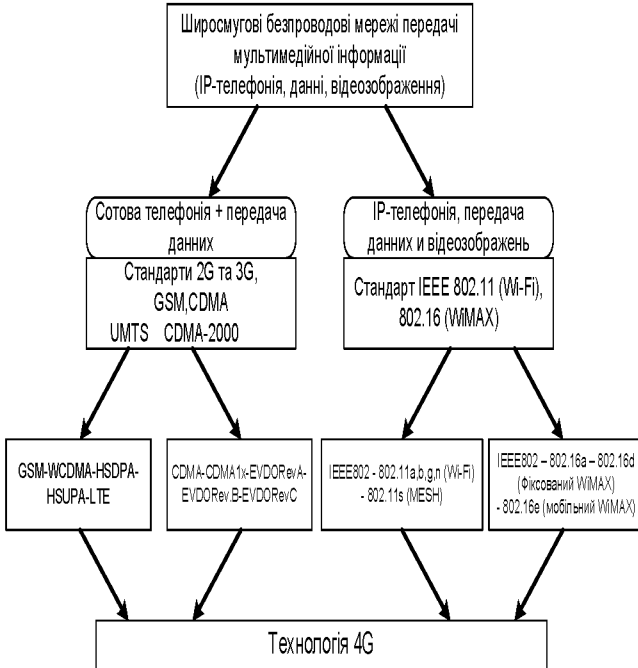 Широсмугові безпроводові мережі передачі
мультимедійної інформації
(IP-телефонія, данні, відеозображення)
Сотова телефонія + передача
данних
IP-телефонія, передача
данних и відеозображень
Стандарти 2G та 3G,
GSM,CDMA
UMTS CDMA-2000
Стандарт IEEE 802.11 (Wi-Fi),
802.16 (WiMAX)
GSM-WCDMA-HSDPA-
HSUPA-LTE
CDMA-CDMA1x-EVDORevA-
EVDORev.B-EVDORevC
IEEE802 - 802.11a,b,g,n (Wi-Fi)
- 802.11s (MESH)
IEEE802 – 802.16a – 802.16d
(Фіксований WiMAX)
- 802.16e (мобільний WiMAX)
Технологія 4G